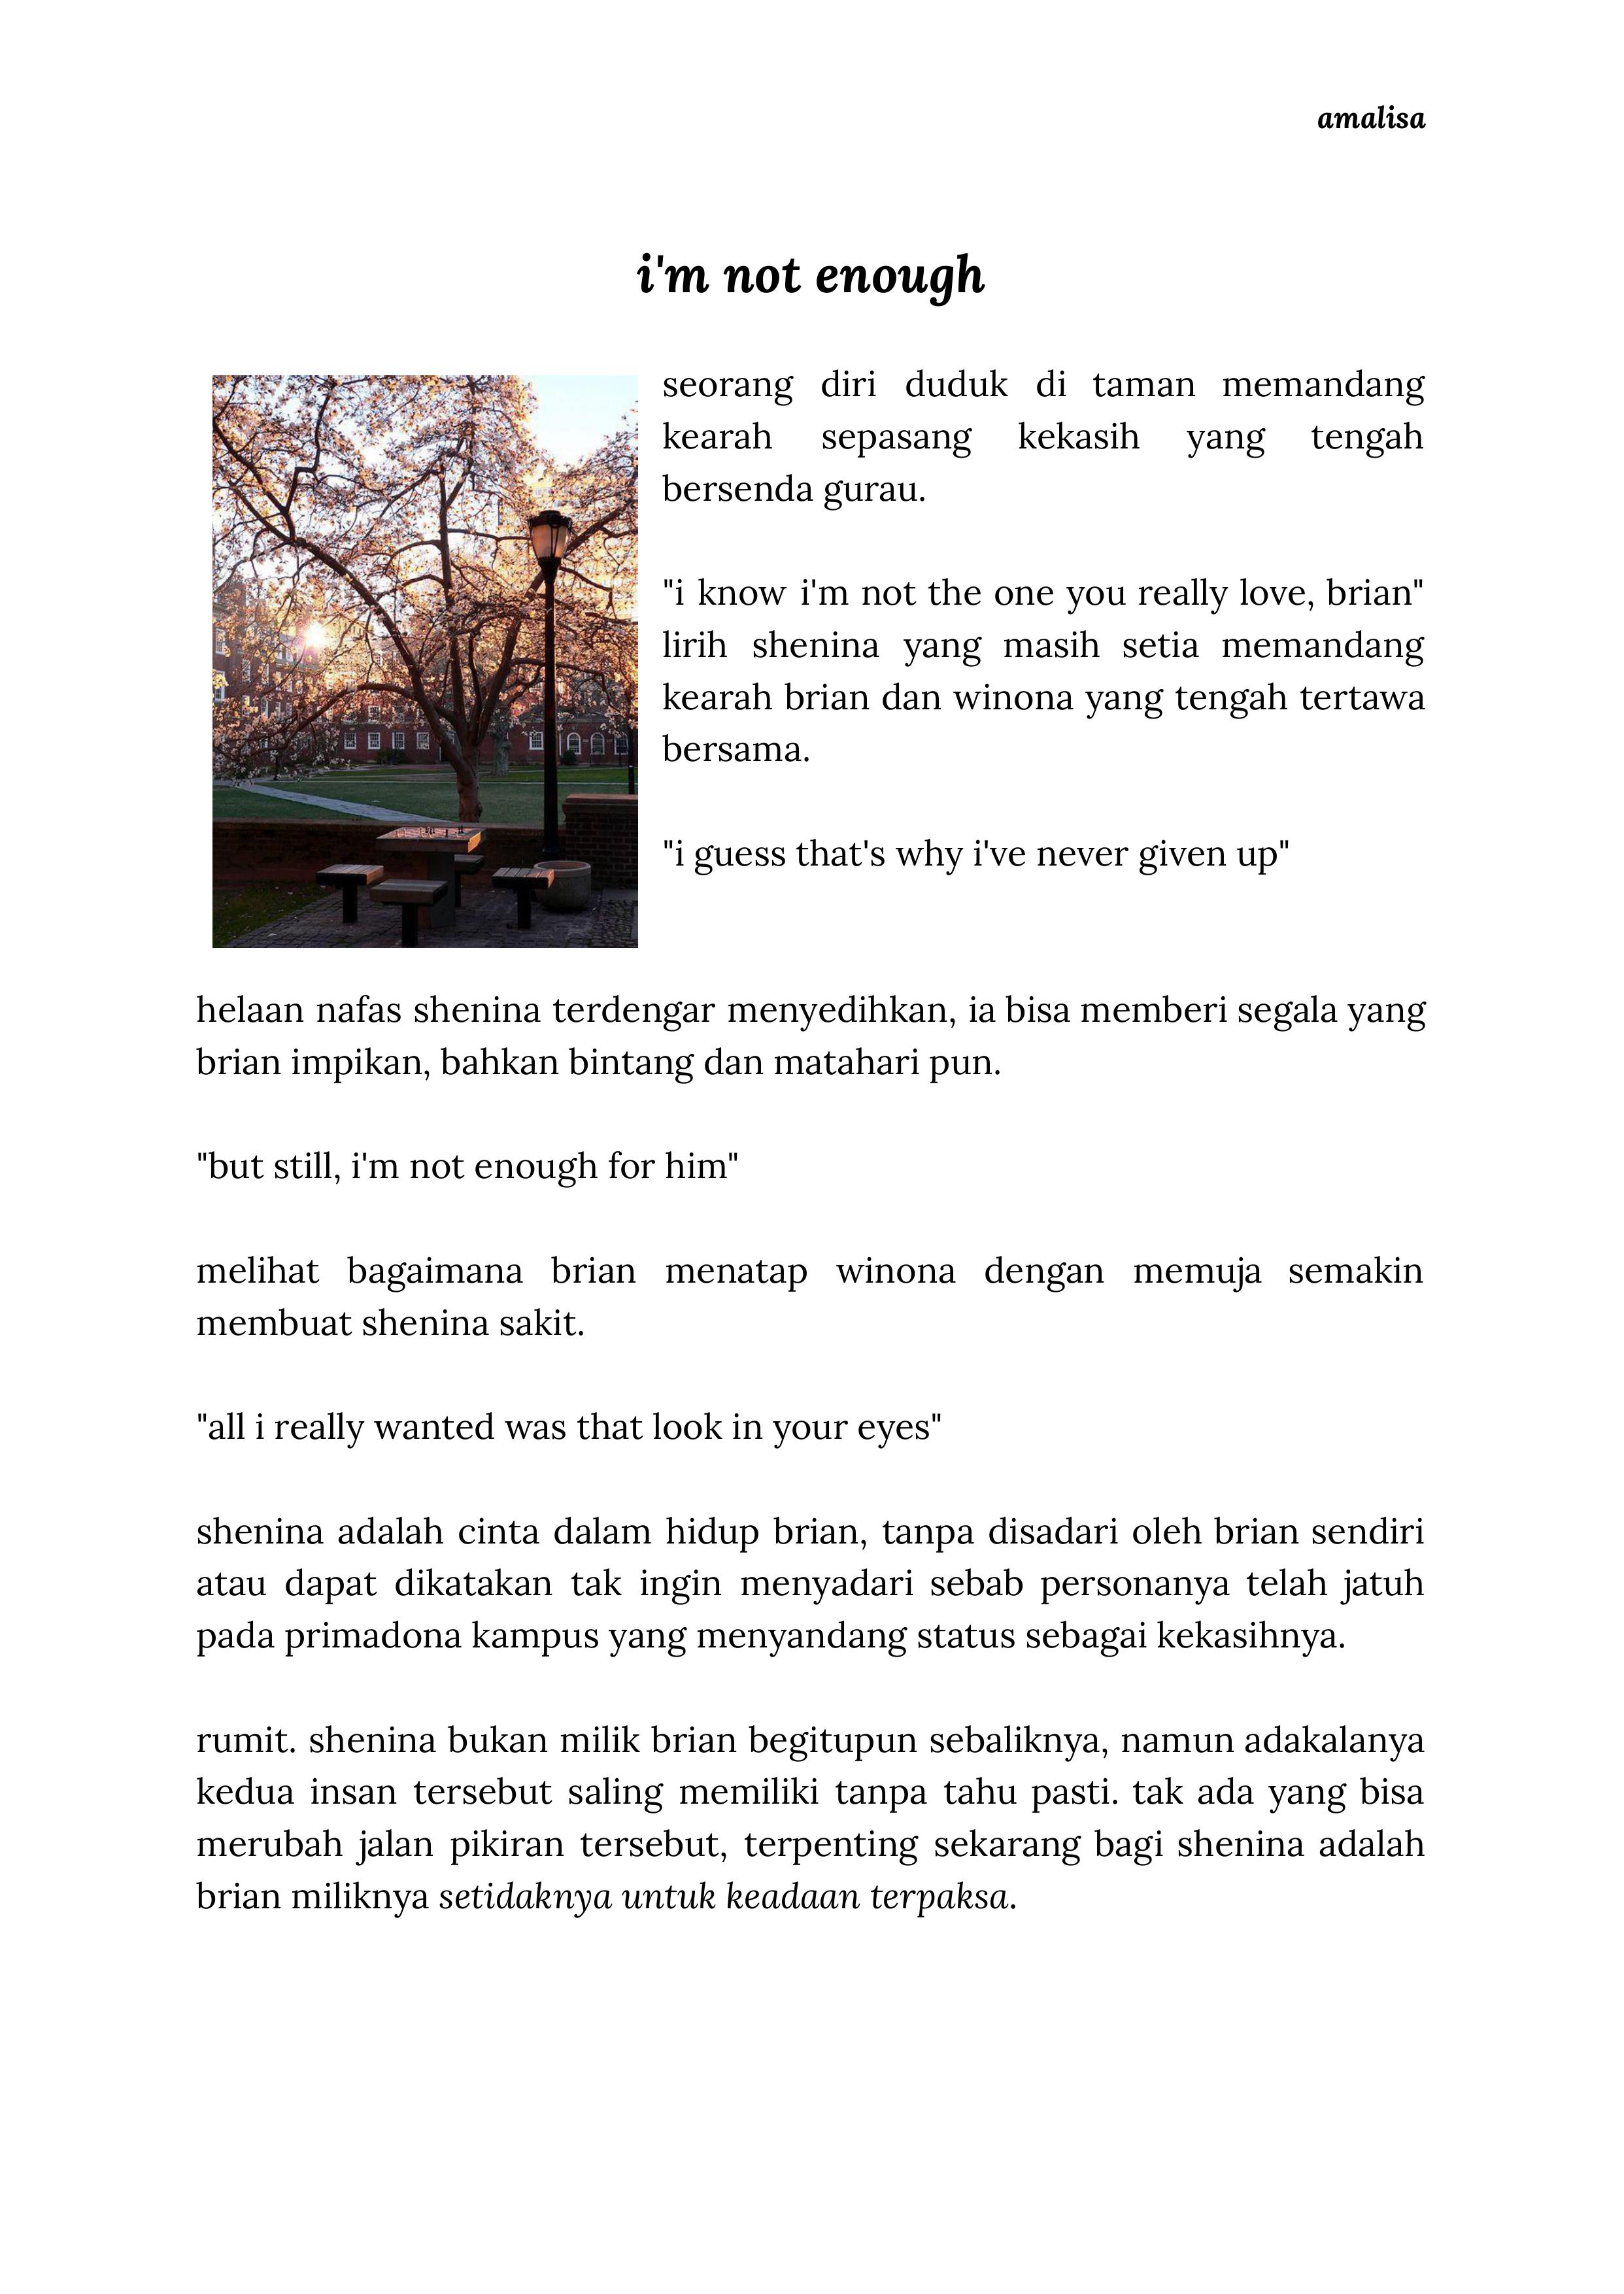 amalisa
i'm not enough
seorang diri duduk di taman memandang
kearah sepasang kekasih yang tengah
bersenda gurau.
"i know i'm not the one you really love, brian"
lirih shenina yang masih setia memandang
kearah brian dan winona yang tengah tertawa
bersama.
"i guess that's why i've never given up"
helaan nafas shenina terdengar menyedihkan, ia bisa memberi segala yang
brian impikan, bahkan bintang dan matahari pun.
"but still, i'm not enough for him"
melihat bagaimana brian menatap winona dengan memuja semakin
membuat shenina sakit.
"all i really wanted was that look in your eyes"
shenina adalah cinta dalam hidup brian, tanpa disadari oleh brian sendiri
atau dapat dikatakan tak ingin menyadari sebab personanya telah jatuh
pada primadona kampus yang menyandang status sebagai kekasihnya.
rumit. shenina bukan milik brian begitupun sebaliknya, namun adakalanya
kedua insan tersebut saling memiliki tanpa tahu pasti. tak ada yang bisa
merubah jalan pikiran tersebut, terpenting sekarang bagi shenina adalah
brian miliknya setidaknya untuk keadaan terpaksa.